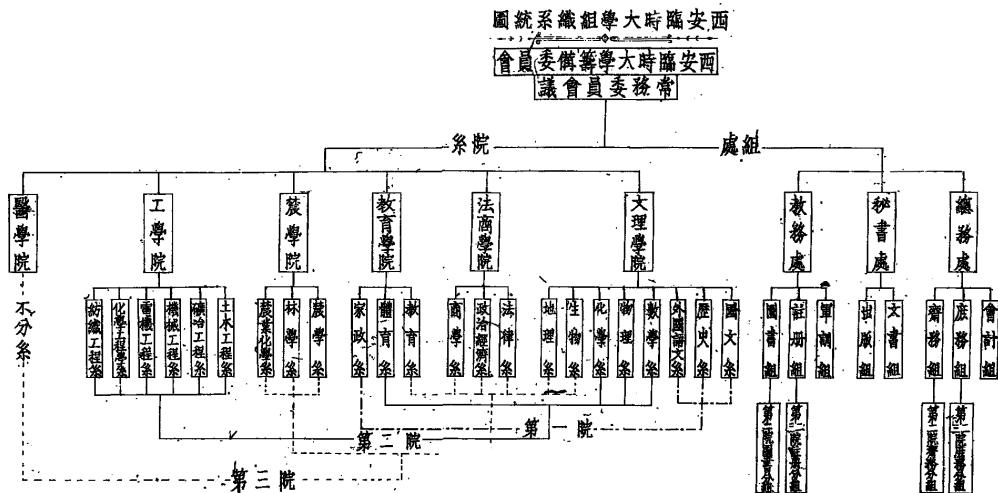 西安臨時大學組織系統圖
西安臨時大學籌備委員會
常務委員會議
處組
系院
總務處
秘書處
教務處
文理學院
法商學院
教育學院
農學院
工學院
醫學院
會計組
庶務組
齋務組
文書組
出版組
軍訓組
註册組
圖書組
國文系
歷史系
外國語文系
數學系
物理系
化學系
生物系
地理系
法律系
政治經濟系
商學系
教育系
體育系
家政系
農學系
林學系
農業化學系
土木工程系
礦冶工程系
機械工程系
電機工程系
化學工程學系
紡織工程系
不分系
第一院
第二院
第三院